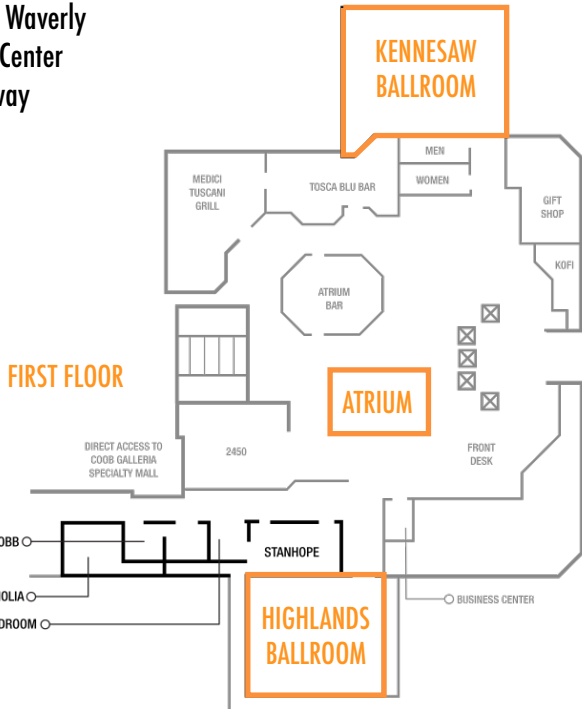 Waverly
Center
way
KENNESAW
BALLROOM
MEN
WOMEN
MEDICI
TUSCANI
GRILL
TOSCA BLU BAR
GIFT
SHOP
KOFI
ATRIUM
BAR
FIRST FLOOR
ATRIUM
DIRECT ACCESS TO
COOB GALLERIA
SPECIALTY MALL
2450
FRONT
DESK
OBB
STANHOPE
OLIA
DROOM
BUSINESS CENTER
HIGHLANDS
BALLROOM